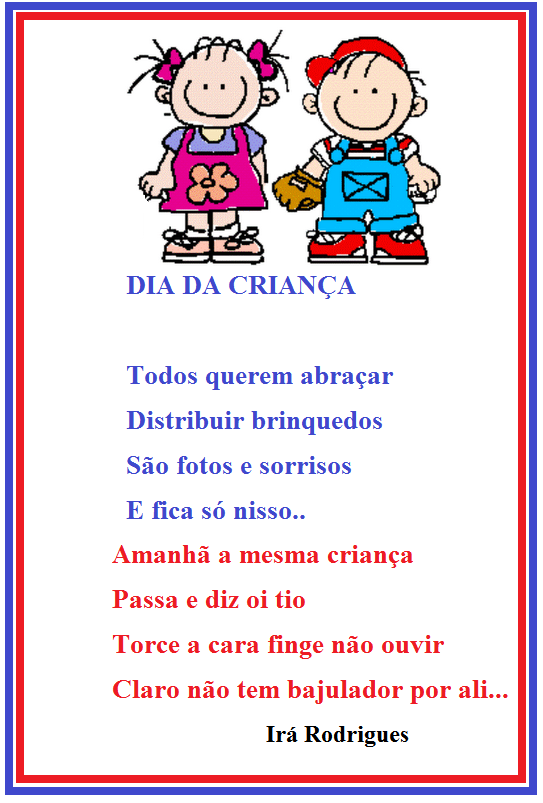 DIA DA CRIANÇA
Todos querem abraçar
Distribuir brinquedos
São fotos e sorrisos
E fica só nisso..
Amanhã a mesma criança
Passa e diz oi tio
Torce a cara finge não ouvir
Claro não tem bajulador por ali...
Irá Rodrigues